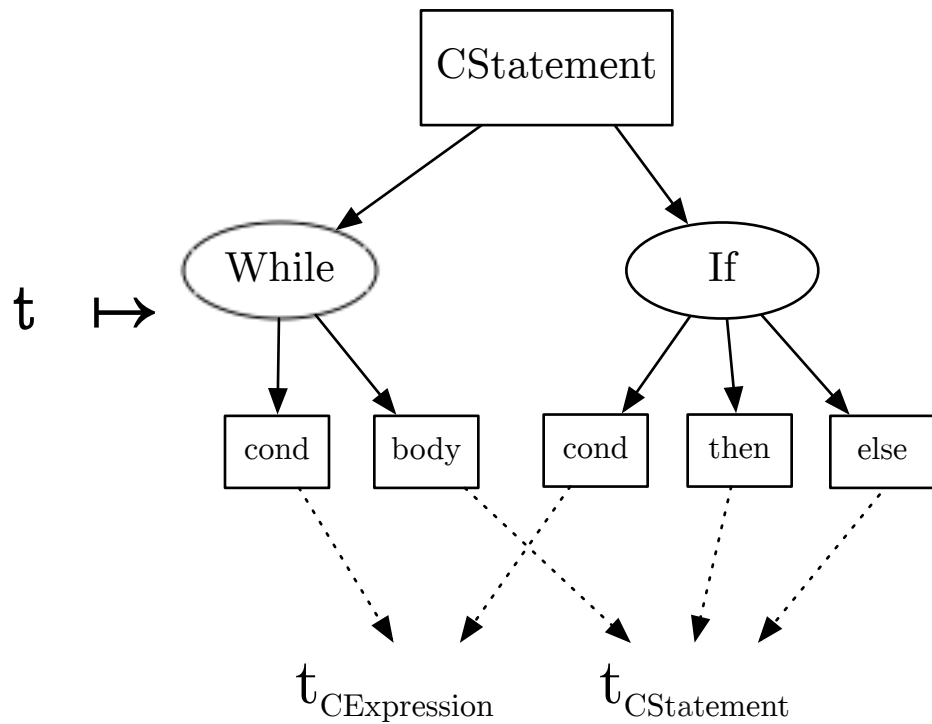 CStatement
While If
t ↦
cond body cond then else
t_CExpression t_CStatement